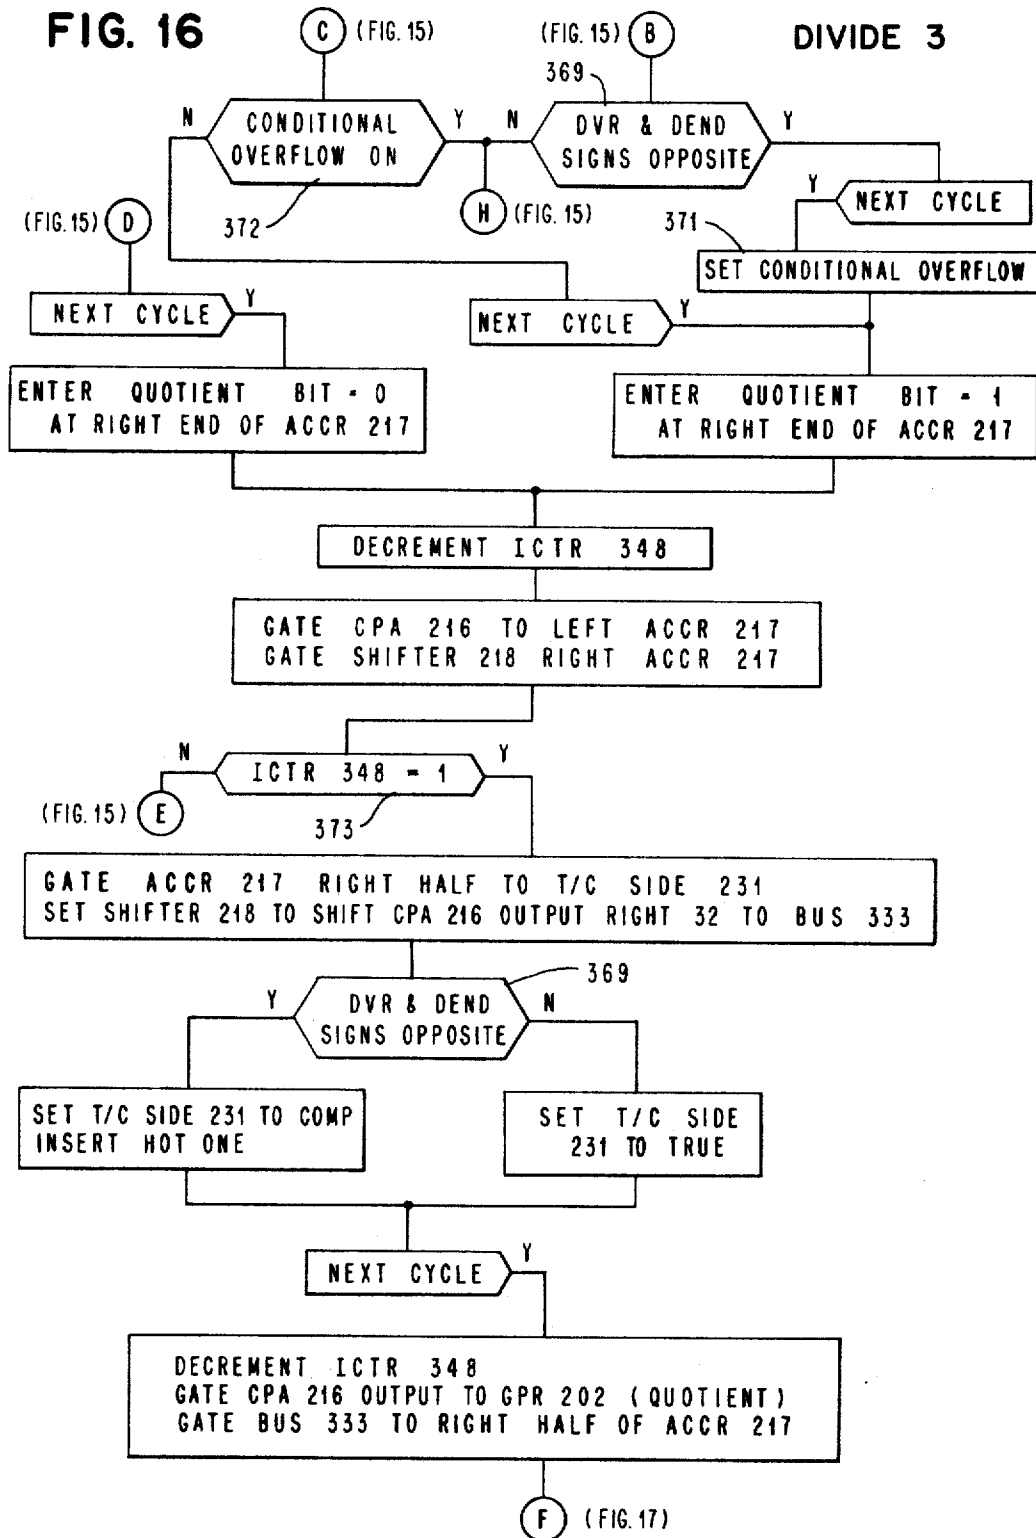 FIG. 16
C (FIG. 15)
(FIG. 15) B
DIVIDE 3
369
N
CONDITIONAL
OVERFLOW ON
Y
N
DVR & DEND
SIGNS OPPOSITE
Y
372
H (FIG. 15)
Y
NEXT CYCLE
(FIG. 15) D
371
SET CONDITIONAL OVERFLOW
NEXT CYCLE
Y
NEXT CYCLE
Y
ENTER QUOTIENT BIT = 0
AT RIGHT END OF ACCR 217
ENTER QUOTIENT BIT = 1
AT RIGHT END OF ACCR 217
DECREMENT ICTR 348
GATE CPA 216 TO LEFT ACCR 217
GATE SHIFTER 218 RIGHT ACCR 217
N
ICTR 348 = 1
Y
(FIG. 15) E
373
GATE ACCR 217 RIGHT HALF TO T/C SIDE 231
SET SHIFTER 218 TO SHIFT CPA 216 OUTPUT RIGHT 32 TO BUS 333
369
Y
DVR & DEND
SIGNS OPPOSITE
N
SET T/C SIDE 231 TO COMP
INSERT HOT ONE
SET T/C SIDE
231 TO TRUE
NEXT CYCLE
Y
DECREMENT ICTR 348
GATE CPA 216 OUTPUT TO GPR 202 (QUOTIENT)
GATE BUS 333 TO RIGHT HALF OF ACCR 217
F (FIG. 17)